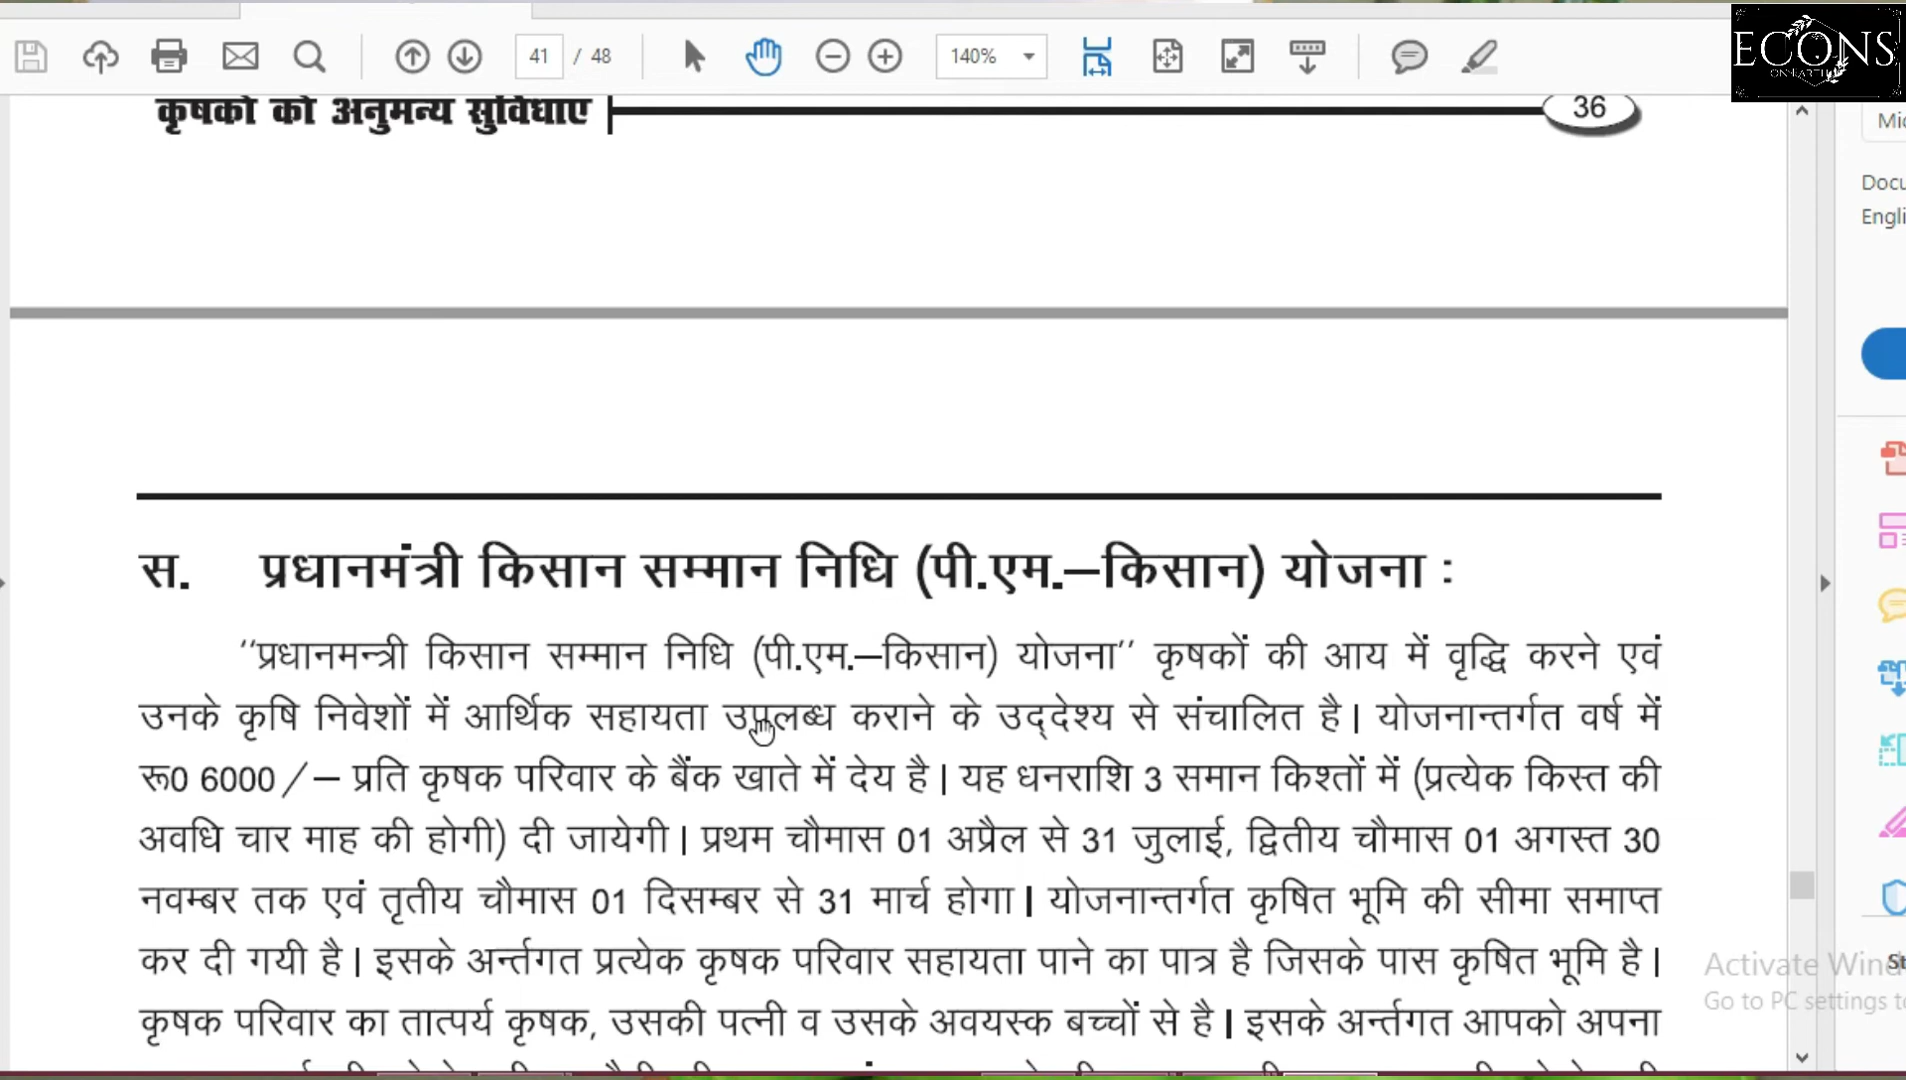 41 / 48
140%
ECONS
ON EARTH
कृषकों को अनुमन्य सुविधाएं
36
Docu
Engli
स. प्रधानमंत्री किसान सम्मान निधि (पी.एम.–किसान) योजना :
“प्रधानमन्त्री किसान सम्मान निधि (पी.एम.–किसान) योजना” कृषकों की आय में वृद्धि करने एवं
उनके कृषि निवेशों में आर्थिक सहायता उपलब्ध कराने के उद्देश्य से संचालित है। योजनान्तर्गत वर्ष में
रू0 6000/– प्रति कृषक परिवार के बैंक खाते में देय है। यह धनराशि 3 समान किश्तों में (प्रत्येक किस्त की
अवधि चार माह की होगी) दी जायेगी। प्रथम चौमास 01 अप्रैल से 31 जुलाई, द्वितीय चौमास 01 अगस्त 30
नवम्बर तक एवं तृतीय चौमास 01 दिसम्बर से 31 मार्च होगा। योजनान्तर्गत कृषित भूमि की सीमा समाप्त
कर दी गयी है। इसके अर्न्तगत प्रत्येक कृषक परिवार सहायता पाने का पात्र है जिसके पास कृषित भूमि है।
कृषक परिवार का तात्पर्य कृषक, उसकी पत्नी व उसके अवयस्क बच्चों से है। इसके अर्न्तगत आपको अपना
Activate Wind
Go to PC settings to